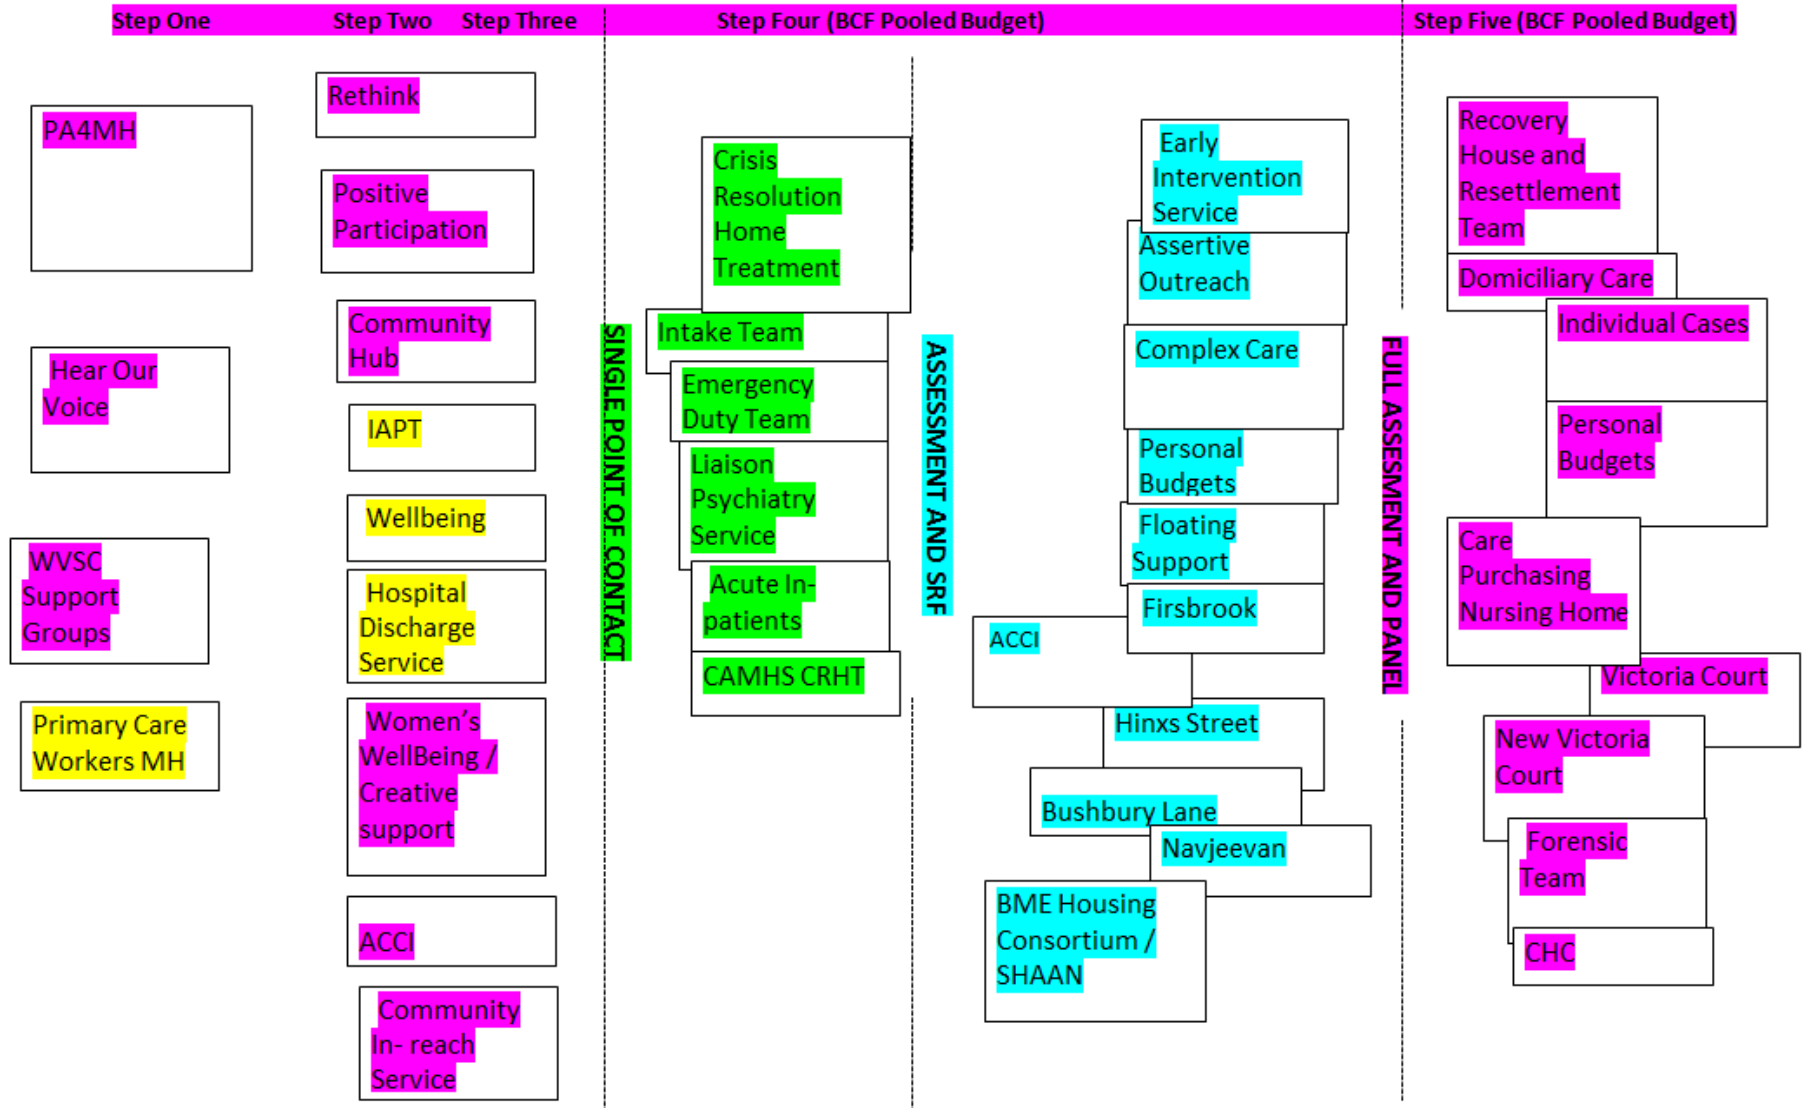 Step One
Step Two
Step Three
Step Four (BCF Pooled Budget)
Step Five (BCF Pooled Budget)
PA4MH
Hear Our
Voice
WVSC
Support
Groups
Primary Care
Workers MH
Rethink
Positive
Participation
Community
Hub
IAPT
Wellbeing
Hospital
Discharge
Service
Women’s
WellBeing /
Creative
support
ACCI
Community
In- reach
Service
SINGLE POINT OF CONTACT
Crisis
Resolution
Home
Treatment
Intake Team
Emergency
Duty Team
Liaison
Psychiatry
Service
Acute In-
patients
CAMHS CRHT
ASSESSMENT AND SRF
Early
Intervention
Service
Assertive
Outreach
Complex Care
Personal
Budgets
Floating
Support
Firsbrook
ACCI
Hinxs Street
Bushbury Lane
Navjeevan
BME Housing
Consortium /
SHAAN
FULL ASSESMENT AND PANEL
Recovery
House and
Resettlement
Team
Domiciliary Care
Individual Cases
Personal
Budgets
Care
Purchasing
Nursing Home
Victoria Court
New Victoria
Court
Forensic
Team
CHC